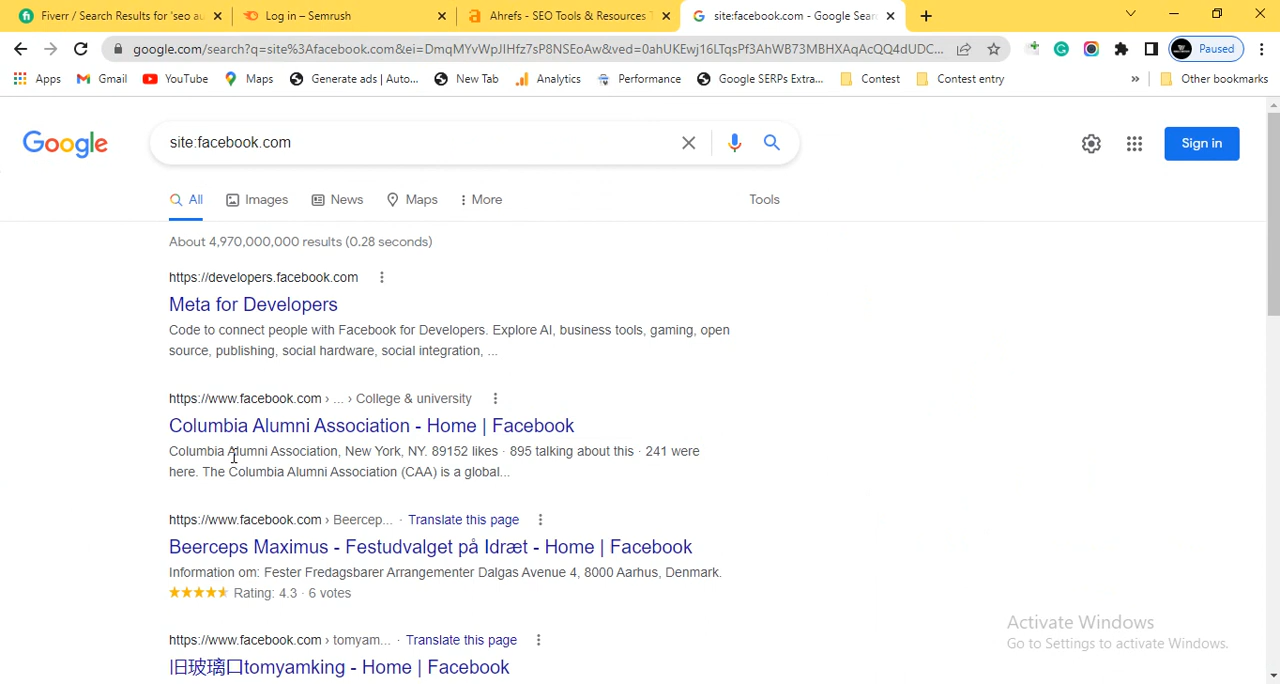 Fiverr / Search Results for 'seo au
Log in – Semrush
Ahrefs - SEO Tools & Resources T
site:facebook.com - Google Sear
google.com/search?q=site%3Afacebook.com&ei=DmqMYvWpJIHfz7sP8NSEoAw&ved=0ahUKEwj16LTqsPf3AhWB73MBHXAqAcQQ4dUDC...
Paused
Apps
Gmail
YouTube
Maps
Generate ads | Auto...
New Tab
Analytics
Performance
Google SERPs Extra...
Contest
Contest entry
»
Other bookmarks
Google
site:facebook.com
Sign in
All
Images
News
Maps
More
Tools
About 4,970,000,000 results (0.28 seconds)
https://developers.facebook.com
Meta for Developers
Code to connect people with Facebook for Developers. Explore AI, business tools, gaming, open
source, publishing, social hardware, social integration, ...
https://www.facebook.com › ... › College & university
Columbia Alumni Association - Home | Facebook
Columbia Alumni Association, New York, NY. 89152 likes · 895 talking about this · 241 were
here. The Columbia Alumni Association (CAA) is a global...
https://www.facebook.com › Beercep... · Translate this page
Beerceps Maximus - Festudvalget på Idræt - Home | Facebook
Information om: Fester Fredagsbarer Arrangementer Dalgas Avenue 4, 8000 Aarhus, Denmark.
Rating: 4.3 · 6 votes
https://www.facebook.com › tomyam... · Translate this page
旧玻璃口tomyamking - Home | Facebook
Activate Windows
Go to Settings to activate Windows.